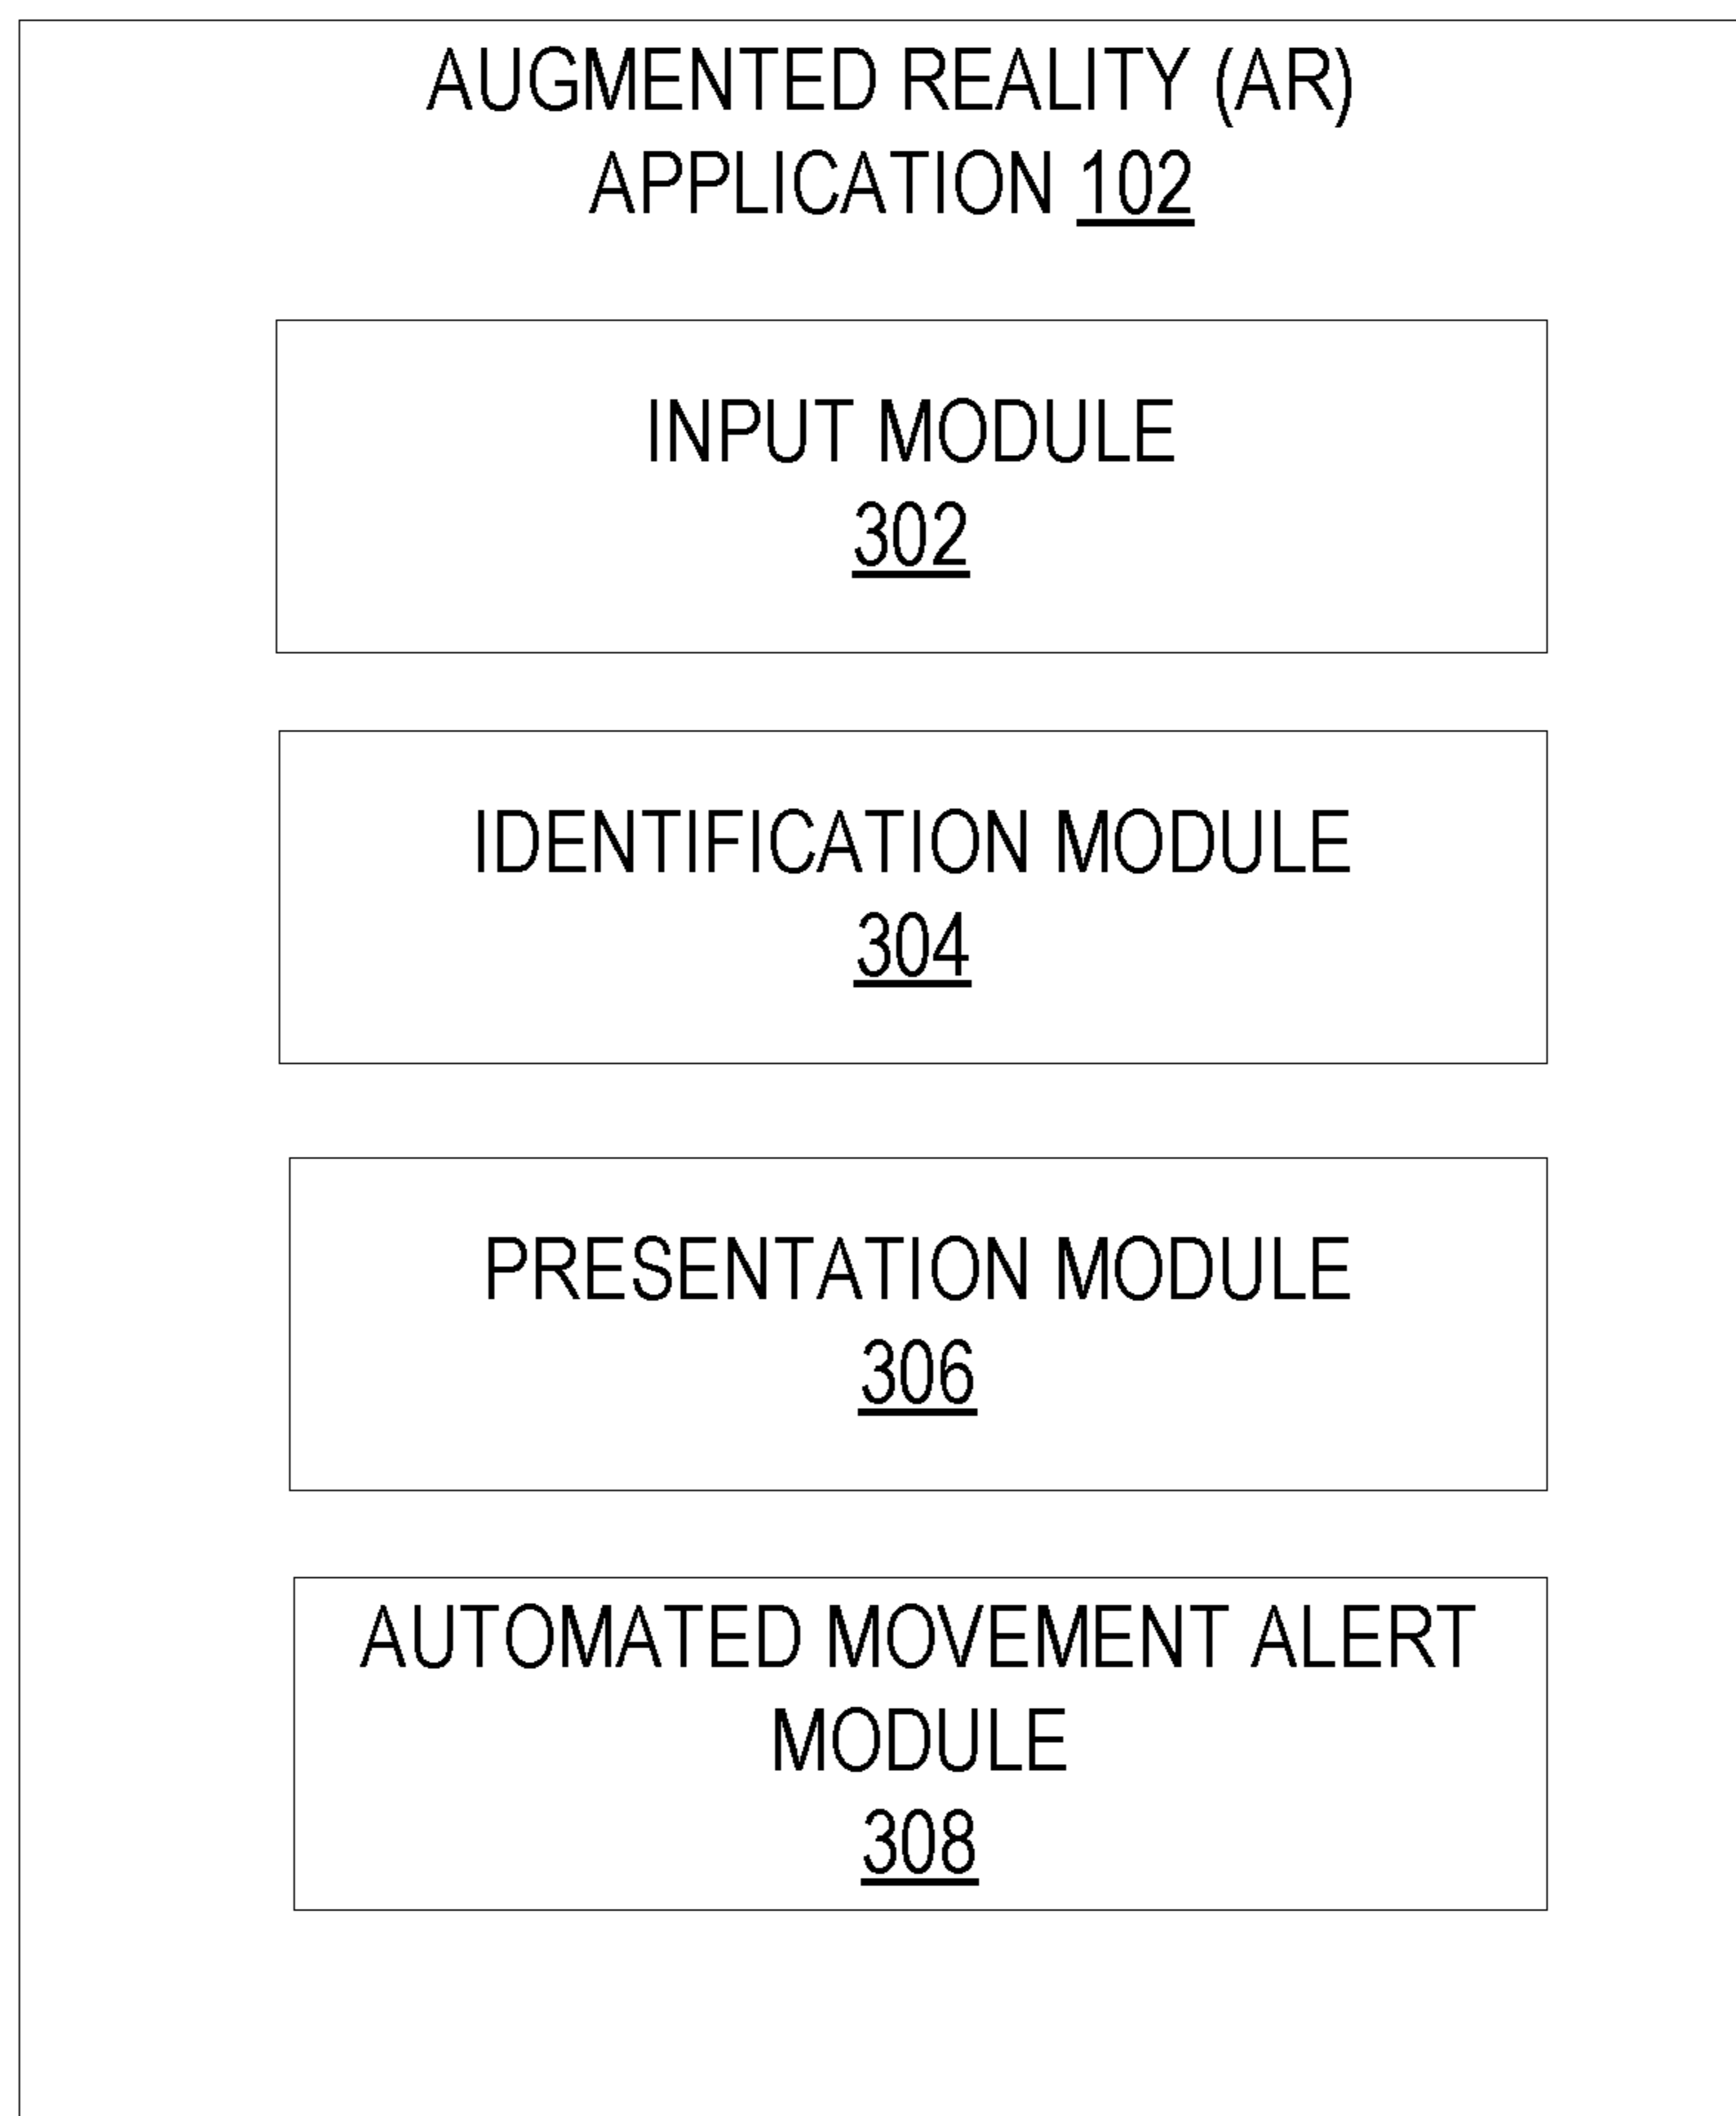 AUGMENTED REALITY (AR)
APPLICATION 102
INPUT MODULE
302
IDENTIFICATION MODULE
304
PRESENTATION MODULE
306
AUTOMATED MOVEMENT ALERT
MODULE
308